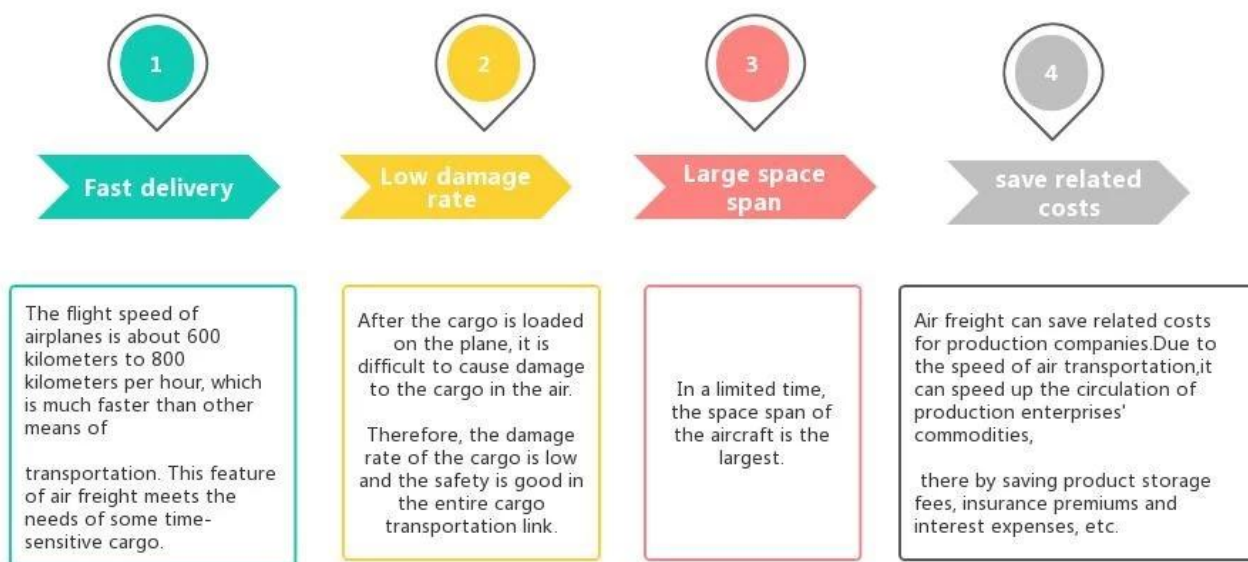 1
Fast delivery
The flight speed of
airplanes is about 600
kilometers to 800
kilometers per hour, which
is much faster than other
means of
transportation. This feature
of air freight meets the
needs of some time-
sensitive cargo.
2
Low damage
rate
After the cargo is loaded
on the plane, it is
difficult to cause damage
to the cargo in the air.
Therefore, the damage
rate of the cargo is low
and the safety is good in
the entire cargo
transportation link.
3
Large space
span
In a limited time,
the space span of
the aircraft is the
largest.
4
save related
costs
Air freight can save related costs
for production companies.Due to
the speed of air transportation,it
can speed up the circulation of
production enterprises'
commodities,
there by saving product storage
fees, insurance premiums and
interest expenses, etc.